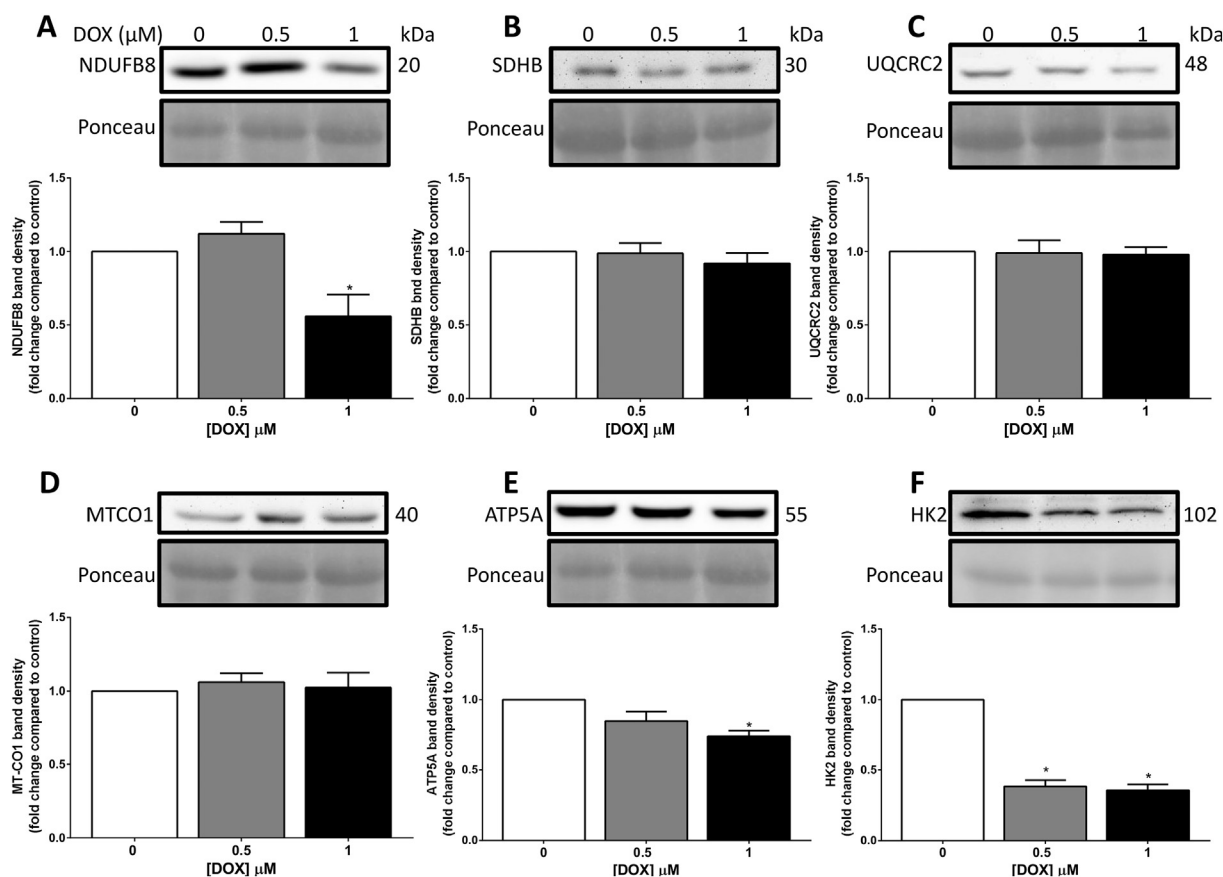 A
DOX (μM) 0 0.5 1 kDa
NDUFB8 20
Ponceau
NDUFB8 band density
(fold change compared to control)
1.5
1.0
0.5
0.0
0 0.5 1
[DOX] μM
B
0 0.5 1 kDa
SDHB 30
Ponceau
SDHB bnd density
(fold change compared to control)
1.5
1.0
0.5
0.0
0 0.5 1
[DOX] μM
C
0 0.5 1 kDa
UQCRC2 48
Ponceau
UQCRC2 band density
(fold change compared to control)
1.5
1.0
0.5
0.0
0 0.5 1
[DOX] μM
D
MTCO1 40
Ponceau
MT-CO1 band density
(fold change compared to control)
1.5
1.0
0.5
0.0
0 0.5 1
[DOX] μM
E
ATP5A 55
Ponceau
ATP5A band density
(fold change compared to control)
1.5
1.0
0.5
0.0
0 0.5 1
[DOX] μM
F
HK2 102
Ponceau
HK2 band density
(fold change compared to control)
1.5
1.0
0.5
0.0
0 0.5 1
[DOX] μM